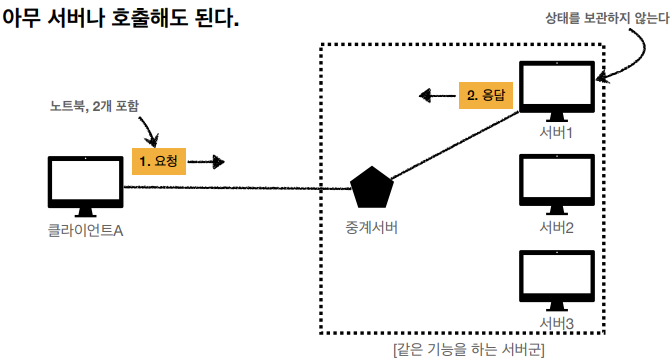 아무 서버나 호출해도 된다.
상태를 보관하지 않는다
노트북, 2개 포함
1. 요청
2. 응답
클라이언트A
중계서버
서버1
서버2
서버3
[같은 기능을 하는 서버군]